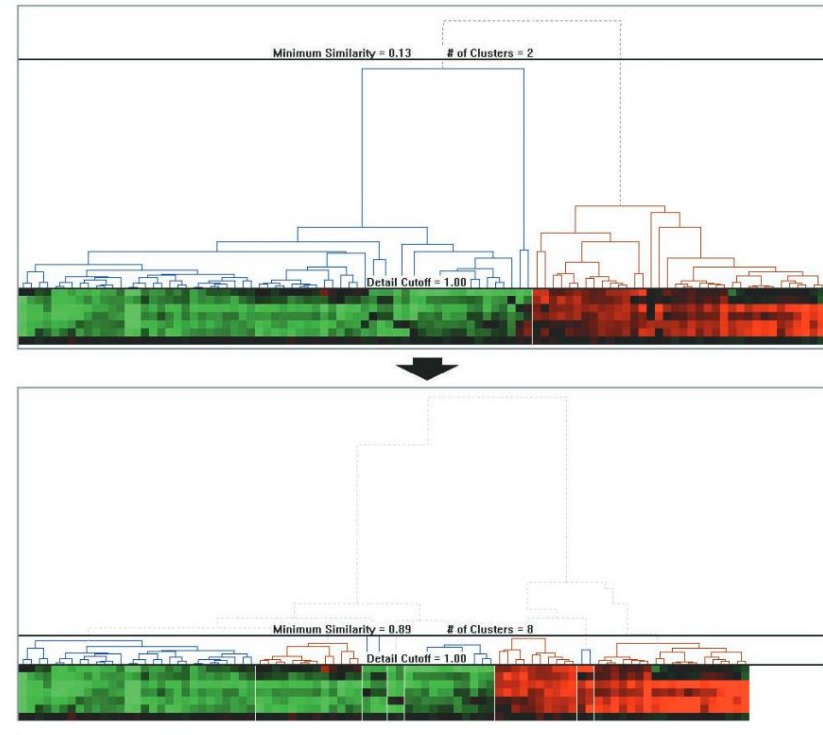 Minimum Similarity = 0.13 # of Clusters = 2
Detail Cutoff = 1.00
Minimum Similarity = 0.89 # of Clusters = 8
Detail Cutoff = 1.00